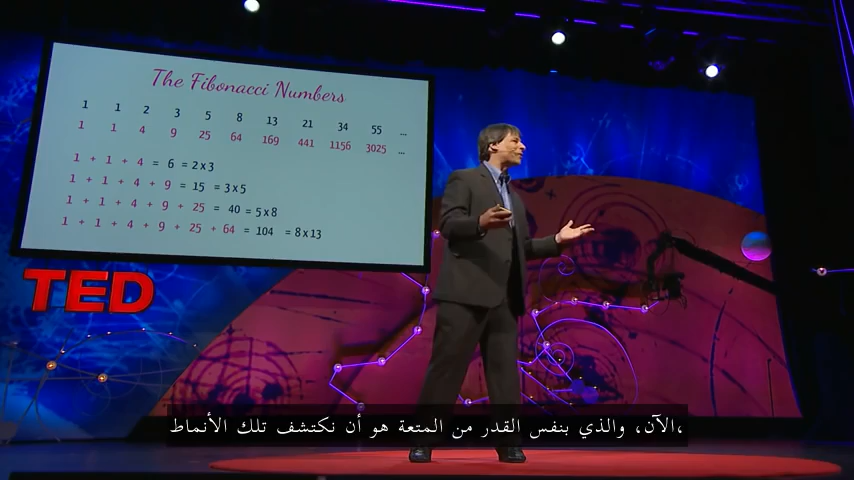 The Fibonacci Numbers
1 1 2 3 5 8 13 21 34 55 ...
1 1 4 9 25 64 169 441 1156 3025 ...
1 + 1 + 4 = 6 = 2x3
1 + 1 + 4 + 9 = 15 = 3x5
1 + 1 + 4 + 9 + 25 = 40 = 5x8
1 + 1 + 4 + 9 + 25 + 64 = 104 = 8x13
TED
الآن، والذي بنفس القدر من المتعة هو أن نكتشف تلك الأنماط،